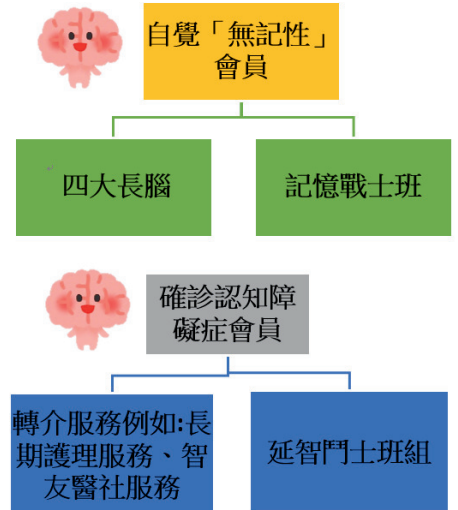 自覺「無記性」
會員
四大長腦
記憶戰士班
確診認知障
礙症會員
轉介服務例如:長
期護理服務、智
友醫社服務
延智鬥士班組